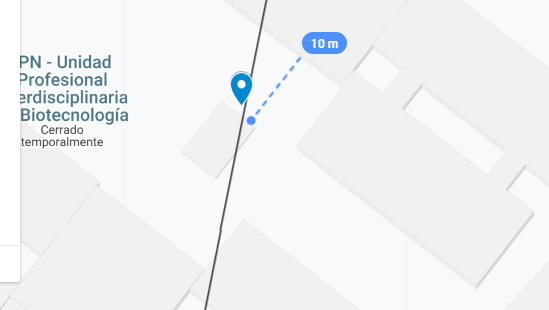 PN - Unidad
Profesional
erdisciplinaria
Biotecnología
Cerrado
temporalmente
10 m